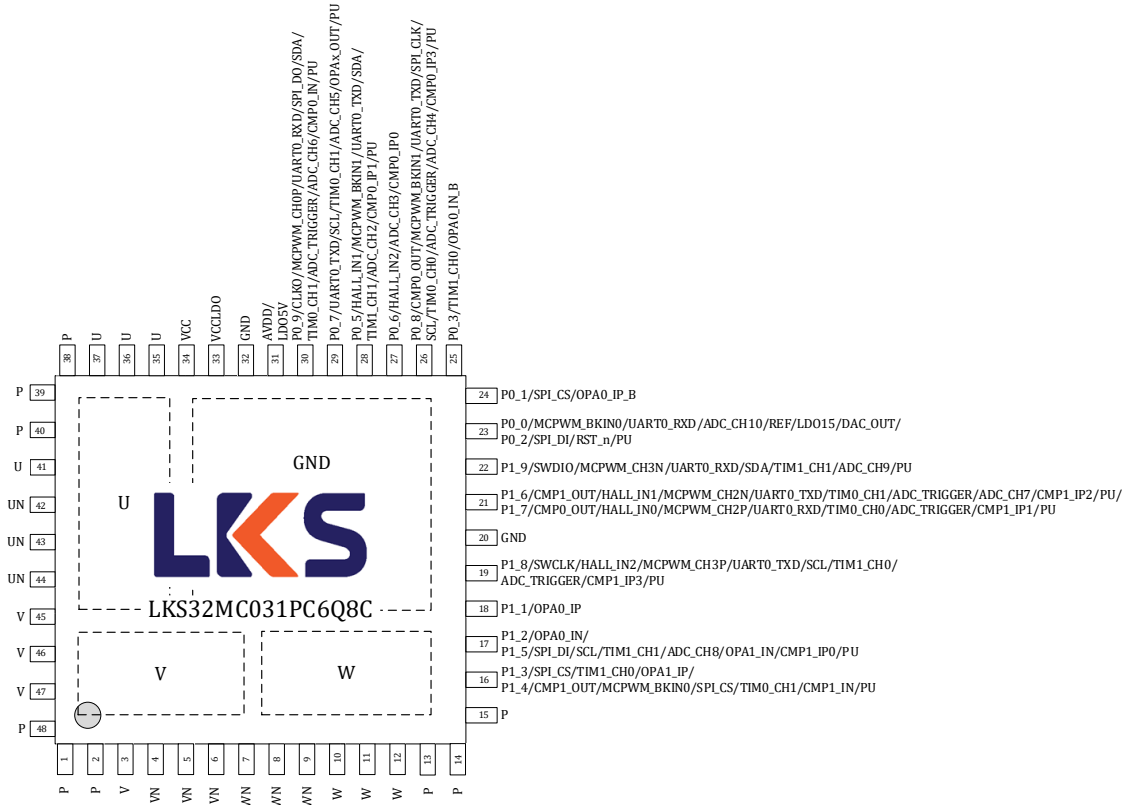 P0_9/CLKO/MCPWM_CH0P/UART0_RXD/SPI_DO/SDA/
TIM0_CH1/ADC_TRIGGER/ADC_CH6/CMP0_IN/PU
P0_7/UART0_TXD/SCL/TIM0_CH1/ADC_CH5/OPAx_OUT/PU
P0_5/HALL_IN1/MCPWM_BKIN1/UART0_TXD/SDA/
TIM1_CH1/ADC_CH2/CMP0_IP1/PU
P0_6/HALL_IN2/ADC_CH3/CMP0_IP0
P0_8/CMP0_OUT/MCPWM_BKIN1/UART0_TXD/SPI_CLK/
SCL/TIM0_CH0/ADC_TRIGGER/ADC_CH4/CMP0_IP3/PU
P0_3/TIM1_CH0/OPA0_IN_B
P
U
U
U
VCC
VCCLDO
GND
AVDD/
LDO5V
38
37
36
35
34
33
32
31
30
29
28
27
26
25
P 39
P 40
U 41
UN 42
UN 43
UN 44
V 45
V 46
V 47
P 48
U
GND
LKS
LKS32MC031PC6Q8C
V
W
24 P0_1/SPI_CS/OPA0_IP_B
23 P0_0/MCPWM_BKIN0/UART0_RXD/ADC_CH10/REF/LDO15/DAC_OUT/
P0_2/SPI_DI/RST_n/PU
22 P1_9/SWDIO/MCPWM_CH3N/UART0_RXD/SDA/TIM1_CH1/ADC_CH9/PU
21 P1_6/CMP1_OUT/HALL_IN1/MCPWM_CH2N/UART0_TXD/TIM0_CH1/ADC_TRIGGER/ADC_CH7/CMP1_IP2/PU/
P1_7/CMP0_OUT/HALL_IN0/MCPWM_CH2P/UART0_RXD/TIM0_CH0/ADC_TRIGGER/CMP1_IP1/PU
20 GND
19 P1_8/SWCLK/HALL_IN2/MCPWM_CH3P/UART0_TXD/SCL/TIM1_CH0/
ADC_TRIGGER/CMP1_IP3/PU
18 P1_1/OPA0_IP
17 P1_2/OPA0_IN/
P1_5/SPI_DI/SCL/TIM1_CH1/ADC_CH8/OPA1_IN/CMP1_IP0/PU
16 P1_3/SPI_CS/TIM1_CH0/OPA1_IP/
P1_4/CMP1_OUT/MCPWM_BKIN0/SPI_CS/TIM0_CH1/CMP1_IN/PU
15 P
1
2
3
4
5
6
7
8
9
10
11
12
13
14
P
P
V
VN
VN
VN
WN
WN
WN
W
W
W
P
P